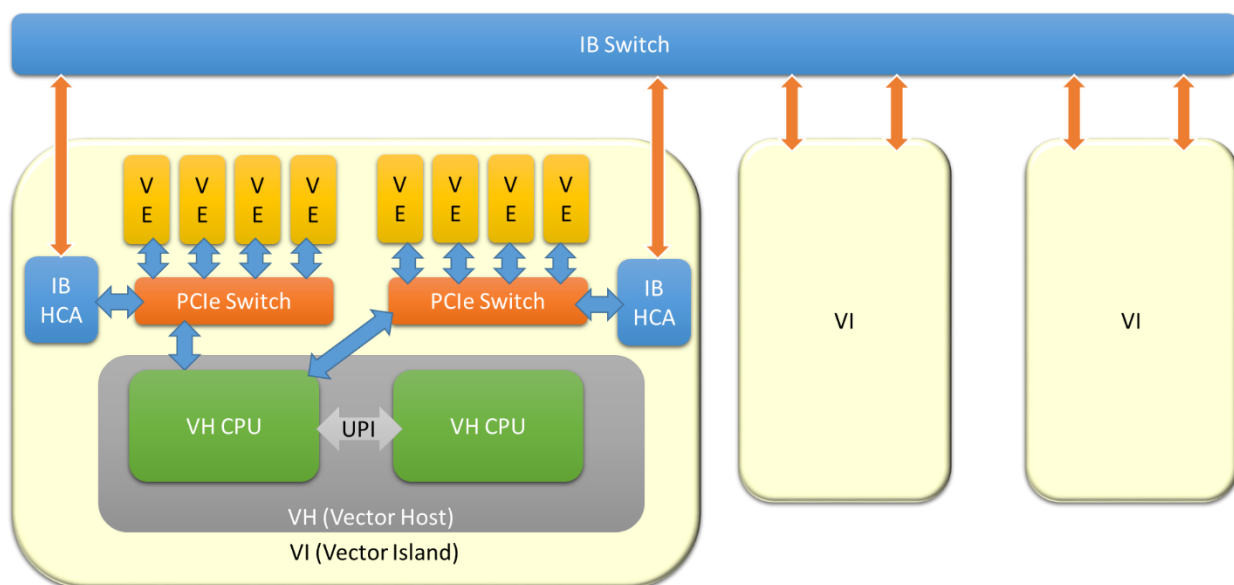 IB Switch
V V V V
E E E E
V V V V
E E E E
IB
HCA
PCIe Switch
PCIe Switch
IB
HCA
VH CPU
UPI
VH CPU
VH (Vector Host)
VI (Vector Island)
VI
VI